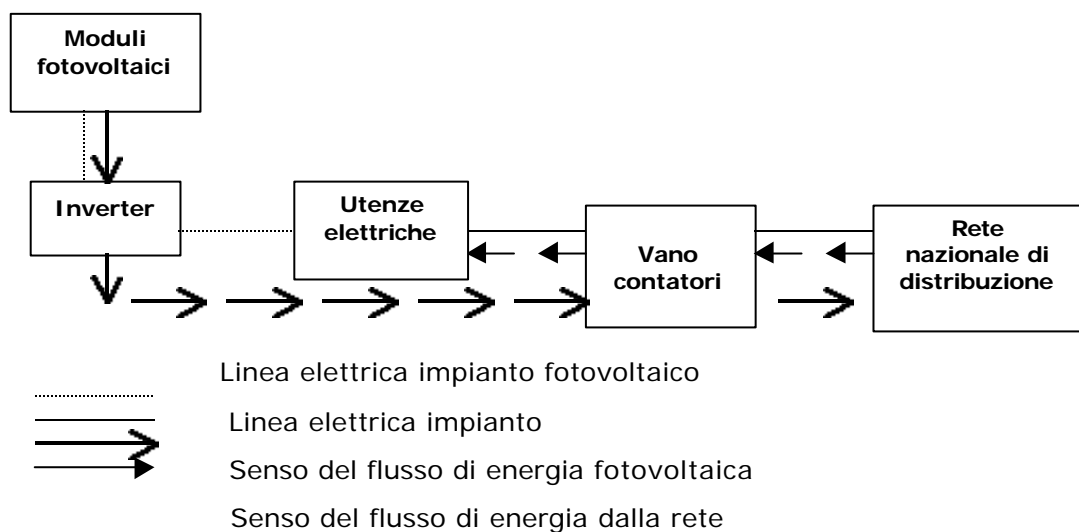 Moduli
fotovoltaici
Inverter
Utenze
elettriche
Vano
contatori
Rete
nazionale di
distribuzione
Linea elettrica impianto fotovoltaico
Linea elettrica impianto
Senso del flusso di energia fotovoltaica
Senso del flusso di energia dalla rete